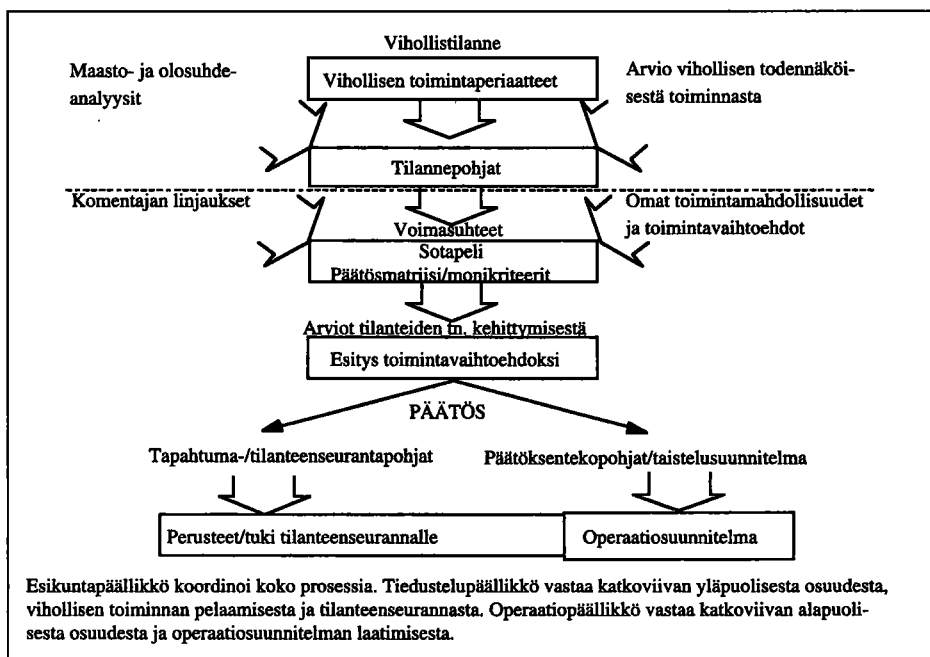 Vihollistilanne
Maasto- ja olosuhde-
analyysit
Vihollisen toimintaperiaatteet
Arvio vihollisen todennäköi-
sestä toiminnasta
Tilannepohjat
Komentajan linjaukset
Omat toimintamahdollisuudet
ja toimintavaihtoehdot
Voimasuhteet
Sotapeli
Päätösmatriisi/monikriteerit
Arviot tilanteiden tn. kehittymisestä
Esitys toimintavaihtoehdoksi
PÄÄTÖS
Tapahtuma-/tilanteenseurantapohjat
Päätöksentekopohjat/taistelusuunnitelma
Perusteet/tuki tilanteenseurannalle
Operaatiosuunnitelma
Esikuntapäällikkö koordinoi koko prosessia. Tiedustelupäällikkö vastaa katkoviivan yläpuolisesta osuudesta,
vihollisen toiminnan pelaamisesta ja tilanteenseurannasta. Operaatiopäällikkö vastaa katkoviivan alapuoli-
sesta osuudesta ja operaatiosuunnitelman laatimisesta.